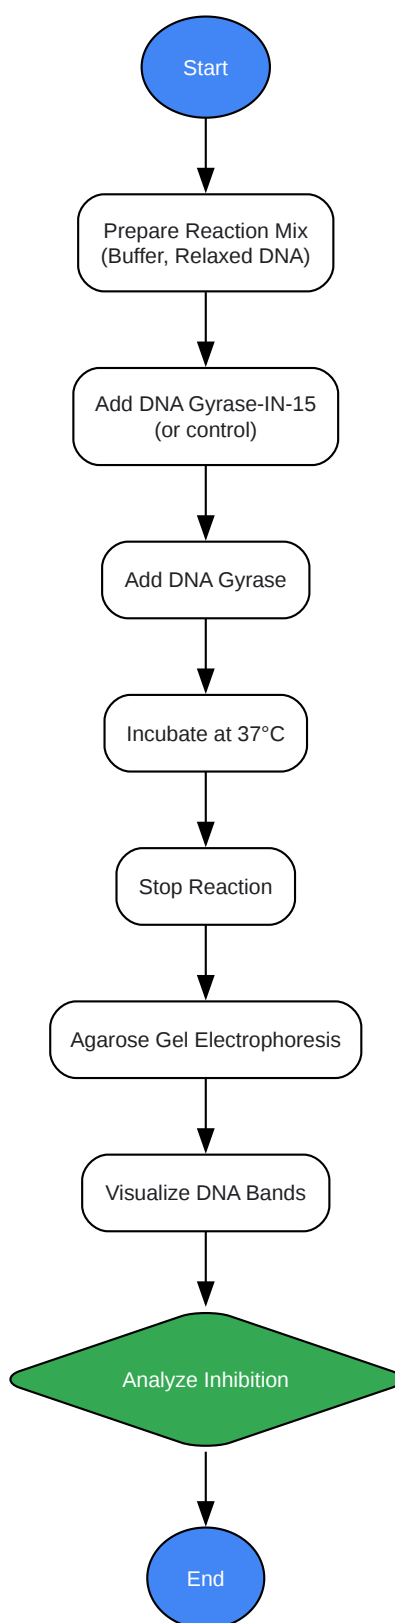 Start
Prepare Reaction Mix
(Buffer, Relaxed DNA)
Add DNA Gyrase-IN-15
(or control)
Add DNA Gyrase
Incubate at 37°C
Stop Reaction
Agarose Gel Electrophoresis
Visualize DNA Bands
Analyze Inhibition
End